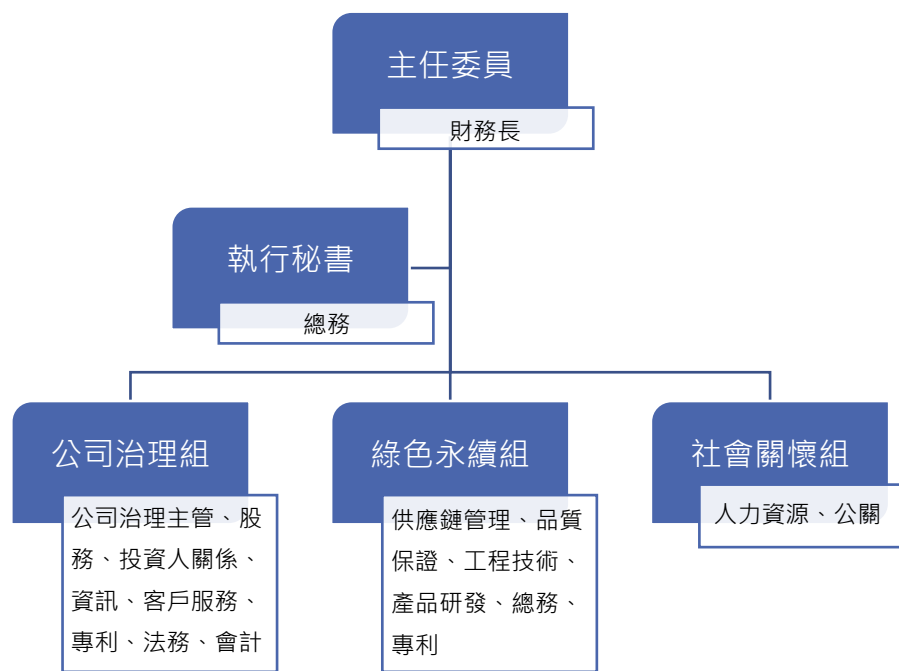 主任委員
財務長
執行秘書
總務
公司治理組
公司治理主管、股
務、投資人關係、
資訊、客戶服務、
專利、法務、會計
綠色永續組
供應鏈管理、品質
保證、工程技術、
產品研發、總務、
專利
社會關懷組
人力資源、公關